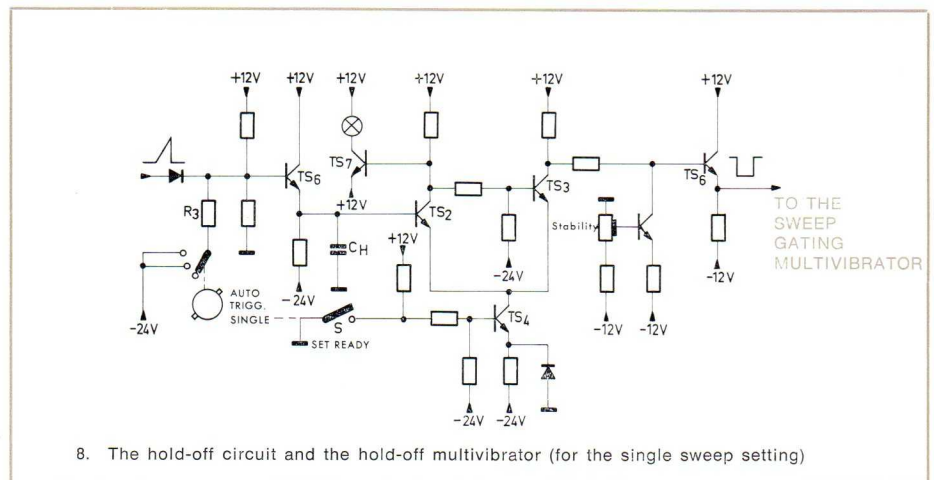 +12V +12V +12V ÷12V ÷12V +12V
TS7
TS6 TS3 TS6
+12V
R3 TS2
TO THE
SWEEP
GATING
MULTIVIBRATOR
Stability
CH +12V
-24V
-12V
AUTO
TRIGG.
SINGLE
-24V
-24V
S
SET READY
TS4
-12V -12V
-24V -24V
8. The hold-off circuit and the hold-off multivibrator (for the single sweep setting)